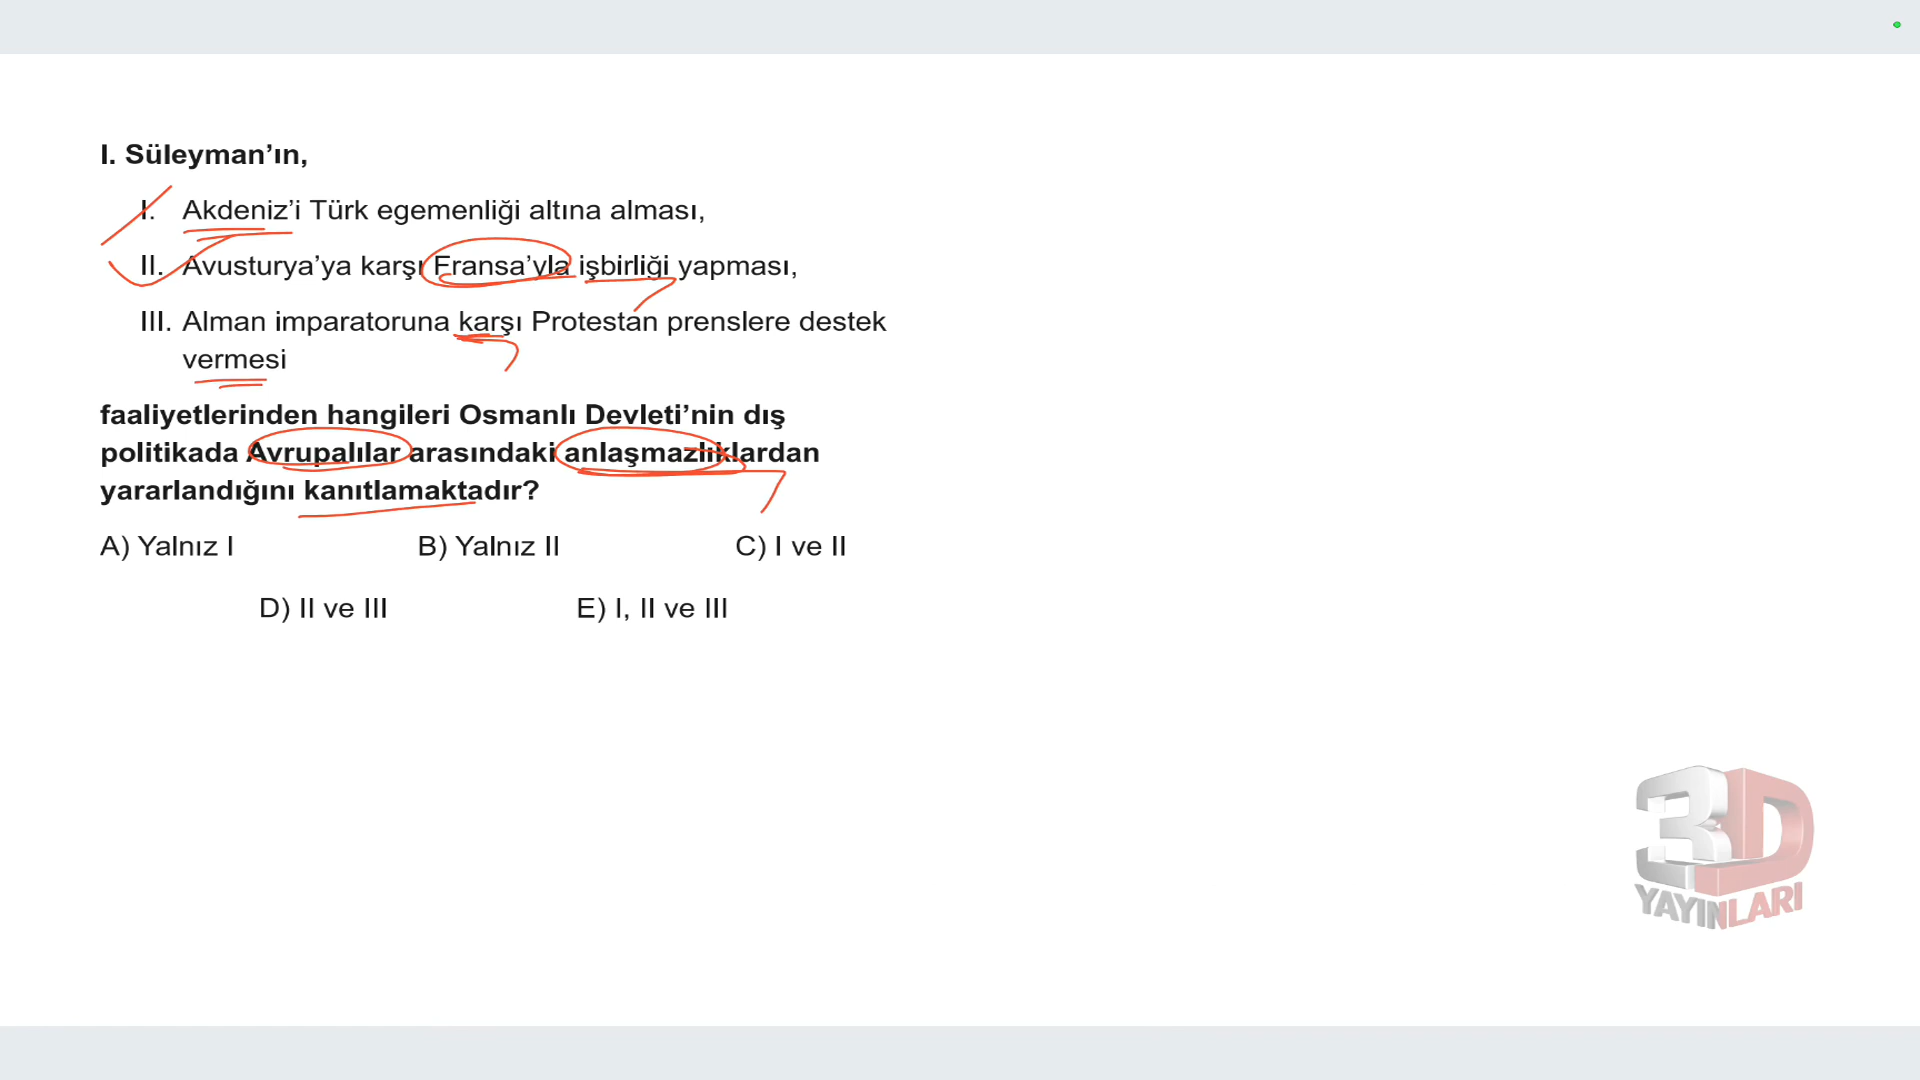 I. Süleyman’ın,
I. Akdeniz’i Türk egemenliği altına alması,
II. Avusturya’ya karşı Fransa’yla işbirliği yapması,
III. Alman imparatoruna karşı Protestan prenslere destek
vermesi
faaliyetlerinden hangileri Osmanlı Devleti’nin dış
politikada Avrupalılar arasındaki anlaşmazlıklardan
yararlandığını kanıtlamaktadır?
A) Yalnız I B) Yalnız II C) I ve II
D) II ve III E) I, II ve III
3D
YAYINLARI